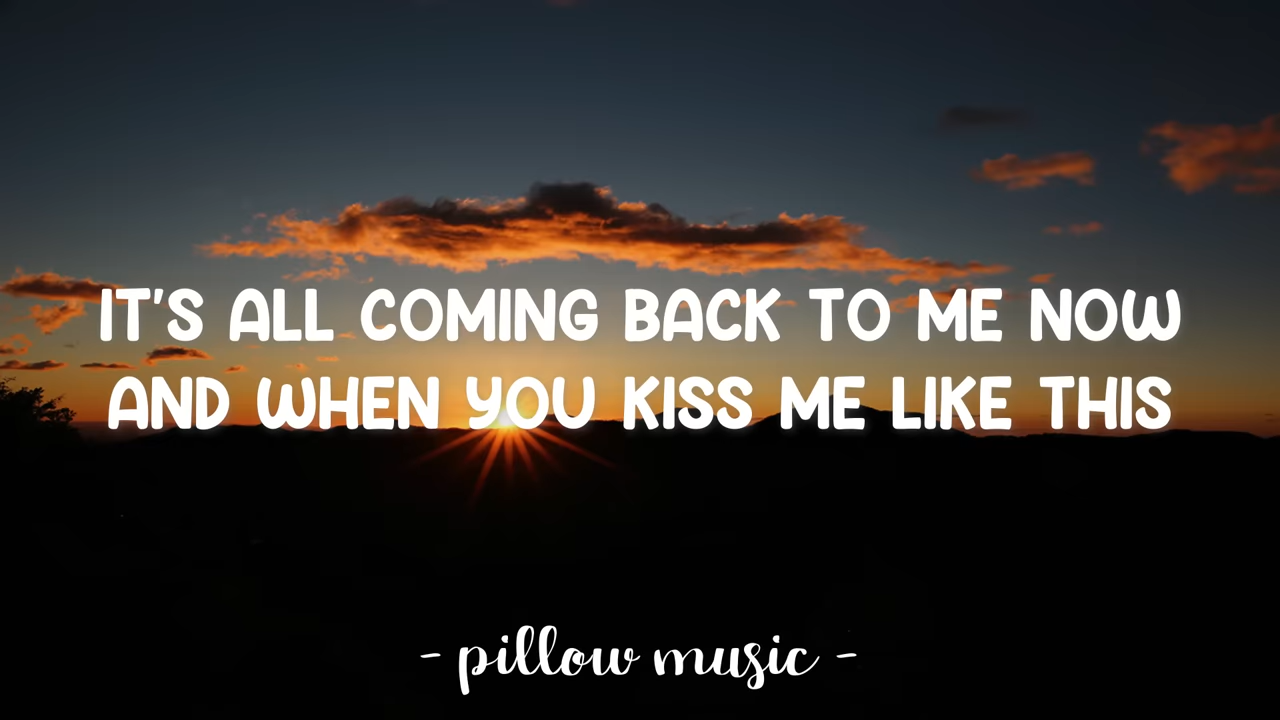 IT'S ALL COMING BACK TO ME NOW
AND WHEN YOU KISS ME LIKE THIS
- pillow music -